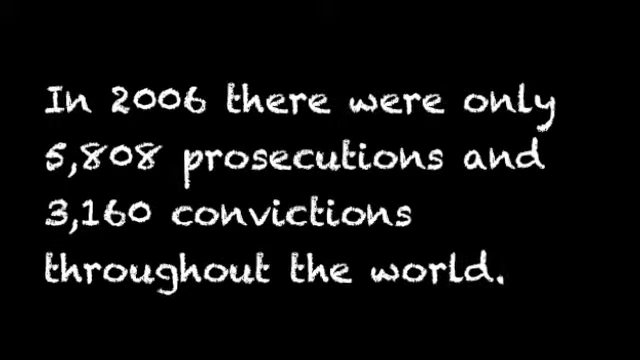 In 2006 there were only
5,808 prosecutions and
3,160 convictions
throughout the world.